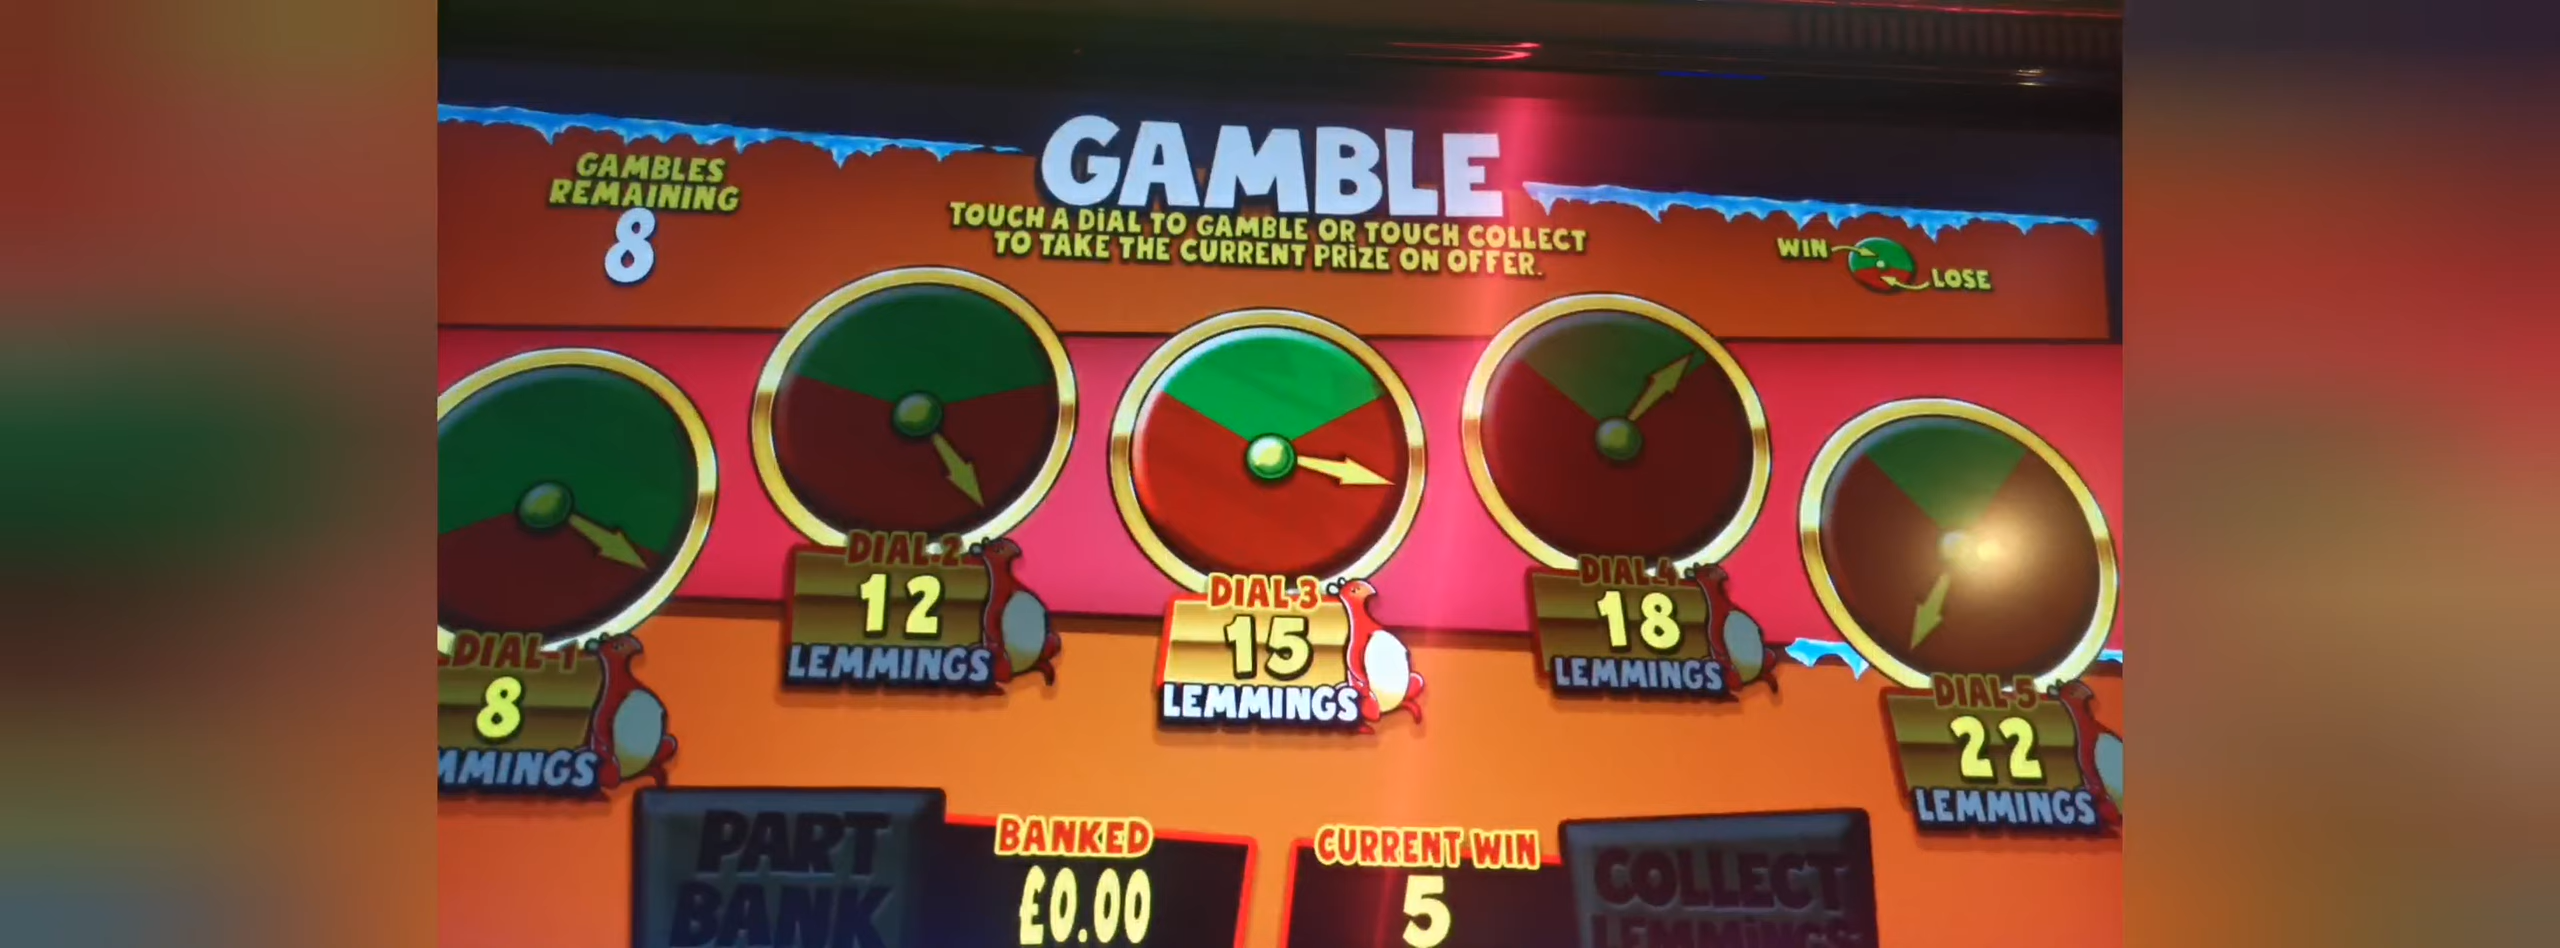 GAMBLES
REMAINING
8
GAMBLE
TOUCH A DIAL TO GAMBLE OR TOUCH COLLECT
TO TAKE THE CURRENT PRIZE ON OFFER.
WIN
LOSE
DIAL 1
8
MMINGS
DIAL 2
12
LEMMINGS
DIAL 3
15
LEMMINGS
DIAL 4
18
LEMMINGS
DIAL 5
22
LEMMINGS
PART
BANK
BANKED
£0.00
CURRENT WIN
5
COLLECT
LEMMINGS